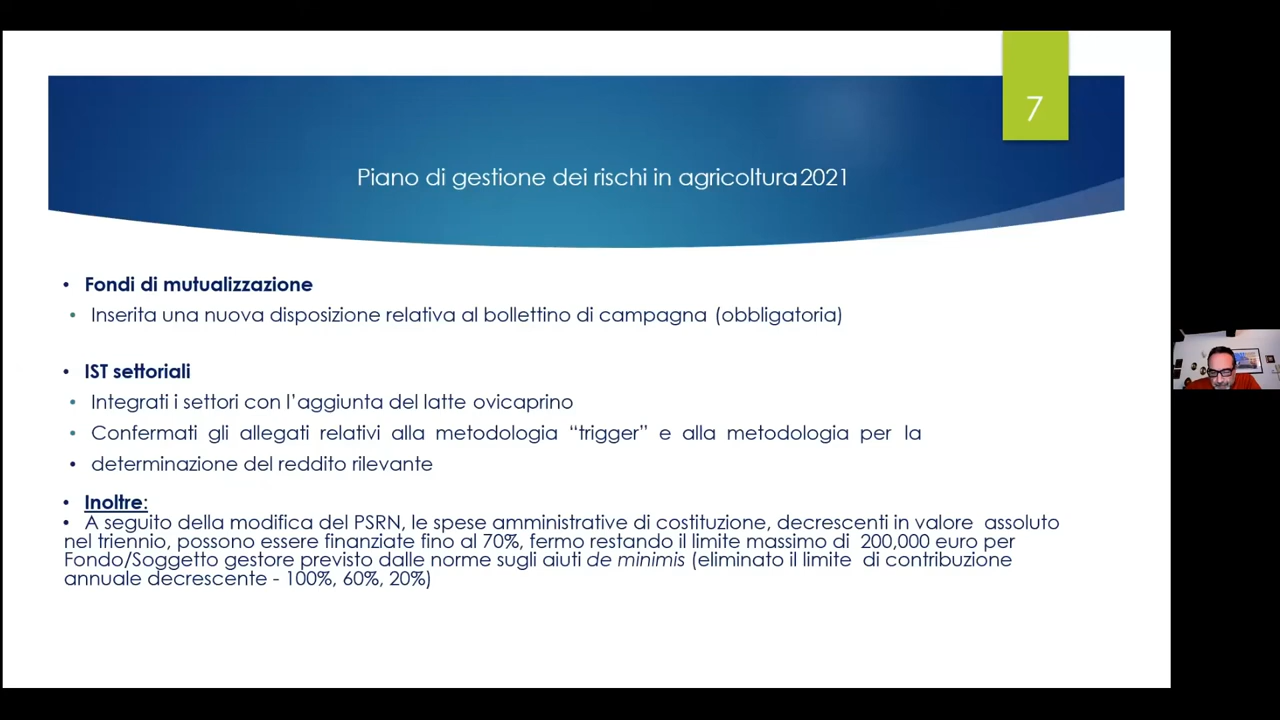 7
Piano di gestione dei rischi in agricoltura 2021
• Fondi di mutualizzazione
• Inserita una nuova disposizione relativa al bollettino di campagna (obbligatoria)
• IST settoriali
• Integrati i settori con l'aggiunta del latte ovicaprino
• Confermati gli allegati relativi alla metodologia “trigger” e alla metodologia per la
• determinazione del reddito rilevante
• Inoltre:
• A seguito della modifica del PSRN, le spese amministrative di costituzione, decrescenti in valore assoluto
nel triennio, possono essere finanziate fino al 70%, fermo restando il limite massimo di 200,000 euro per
Fondo/Soggetto gestore previsto dalle norme sugli aiuti de minimis (eliminato il limite di contribuzione
annuale decrescente - 100%, 60%, 20%)